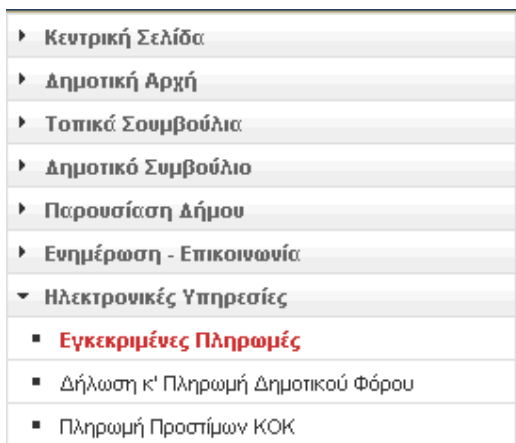 Κεντρική Σελίδα
Δημοτική Αρχή
Τοπικά Σουμβούλια
Δημοτικό Συμβούλιο
Παρουσίαση Δήμου
Ενημέρωση - Επικοινωνία
Ηλεκτρονικές Υπηρεσίες
Εγκεκριμένες Πληρωμές
Δήλωση κ' Πληρωμή Δημοτικού Φόρου
Πληρωμή Προστίμων ΚΟΚ